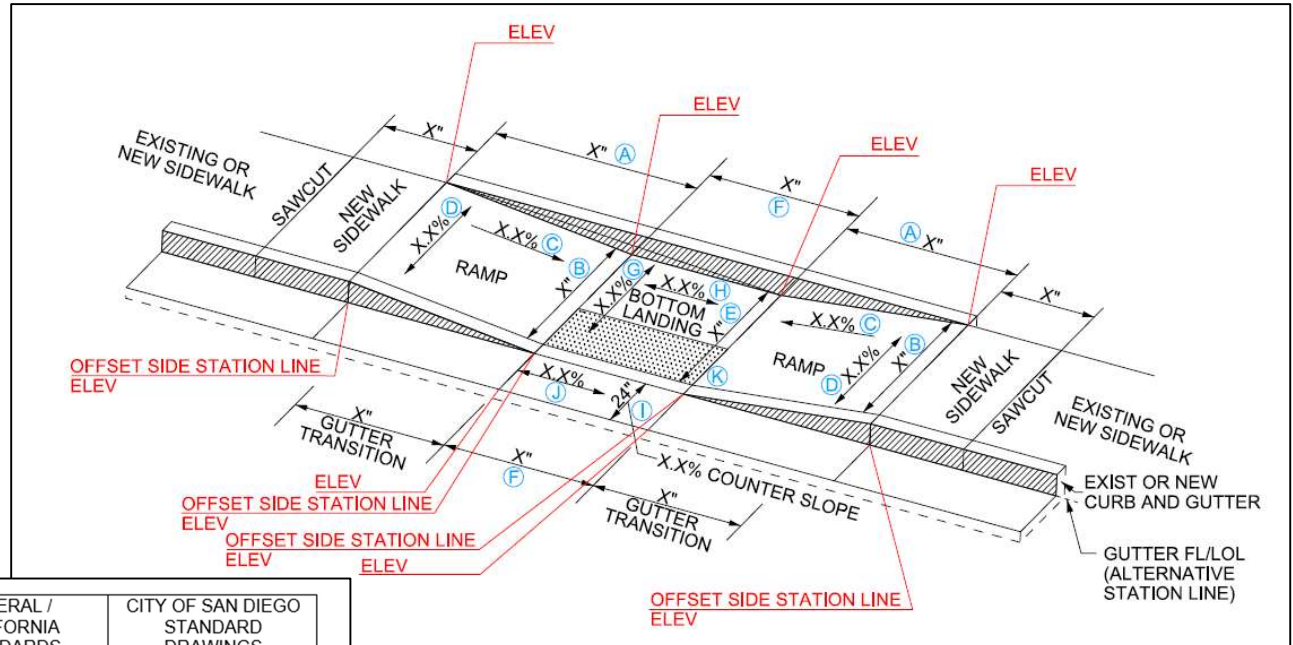 ELEV
ELEV
ELEV
ELEV
X"
X" Ⓐ
X"
Ⓕ
Ⓐ X"
X"
EXISTING OR
NEW SIDEWALK
SAWCUT
NEW
SIDEWALK
X.X% Ⓓ
X.X% Ⓒ
RAMP
X" Ⓑ
X.X% Ⓖ
X.X% Ⓗ
BOTTOM
LANDING
X" Ⓔ
X.X% Ⓒ
RAMP
X.X% Ⓓ
X" Ⓑ
NEW
SIDEWALK
SAWCUT
EXISTING OR
NEW SIDEWALK
OFFSET SIDE STATION LINE
ELEV
X.X%
Ⓙ
24"
Ⓘ
Ⓚ
X"
GUTTER
TRANSITION
X"
Ⓕ
X"
GUTTER
TRANSITION
X.X% COUNTER SLOPE
ELEV
OFFSET SIDE STATION LINE
ELEV
OFFSET SIDE STATION LINE
ELEV
ELEV
OFFSET SIDE STATION LINE
ELEV
EXIST OR NEW
CURB AND GUTTER
GUTTER FL/LOL
(ALTERNATIVE
STATION LINE)
ERAL /
FORNIA
CITY OF SAN DIEGO
STANDARD